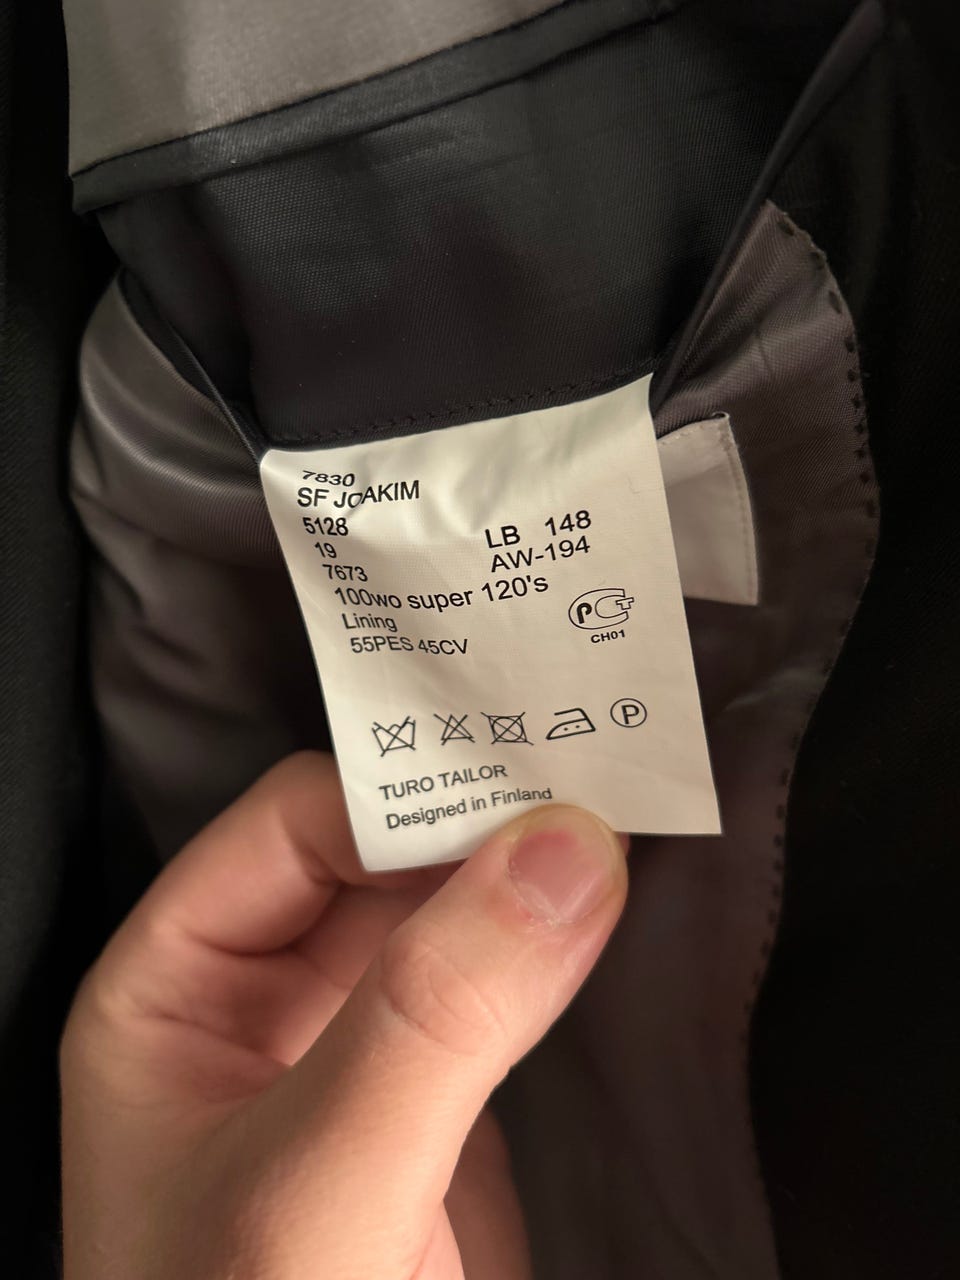 7830
SF JOAKIM
5128
19
7673
LB 148
AW-194
100wo super 120's
Lining
55PES 45CV
РСТ
CH01
P
TURO TAILOR
Designed in Finland